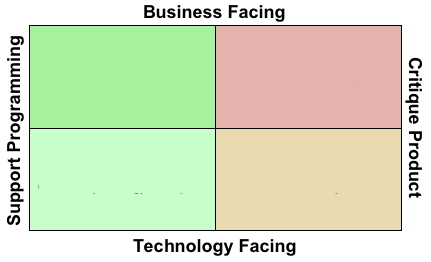 Business Facing
Support Programming
Critique Product
Technology Facing